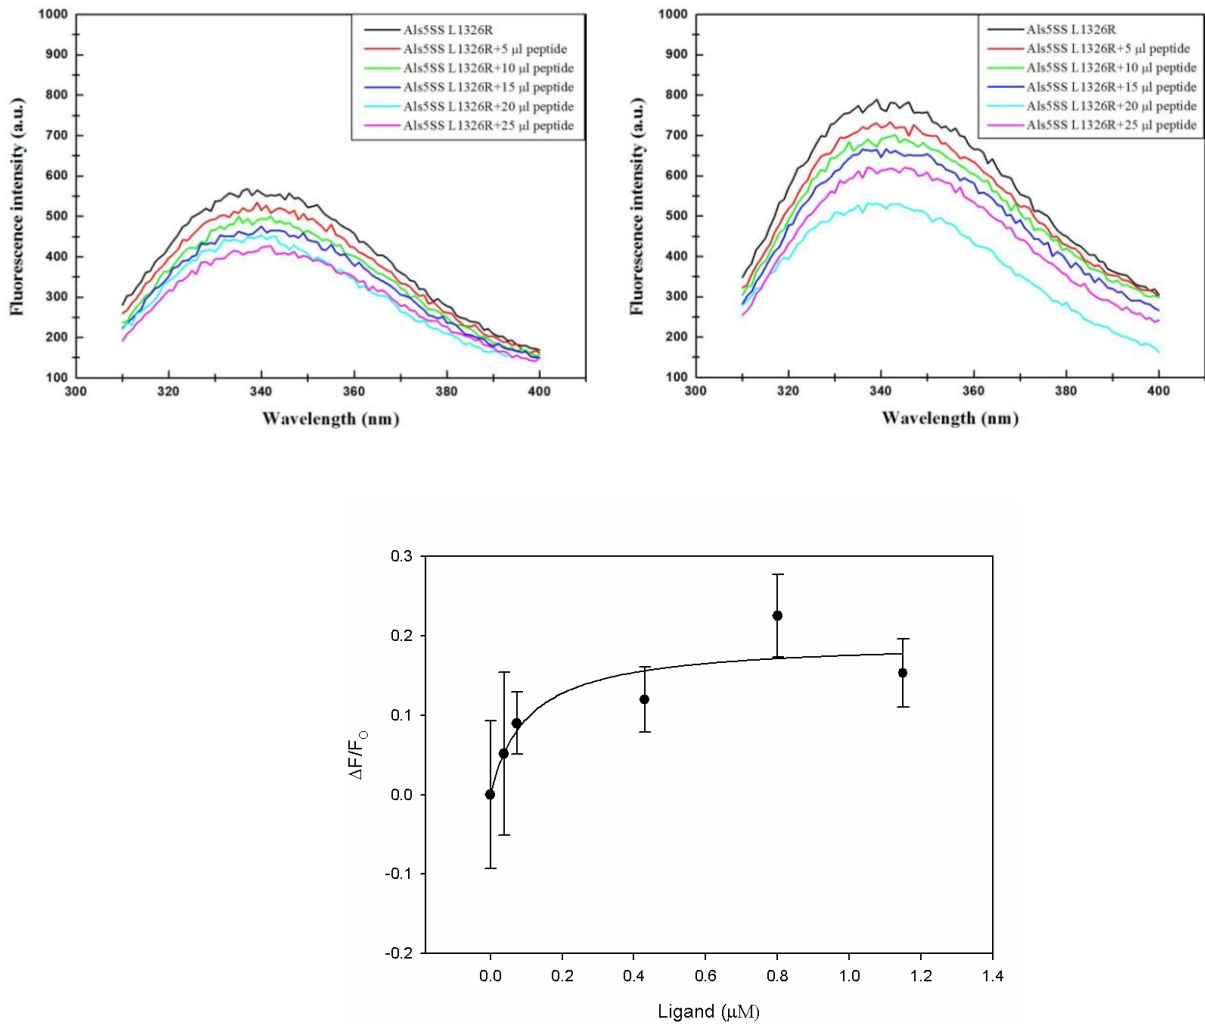 1000
900
800
700
600
500
400
300
200
100
Fluorescence intensity (a.u.)
Als5SS L1326R
Als5SS L1326R+5 μl peptide
Als5SS L1326R+10 μl peptide
Als5SS L1326R+15 μl peptide
Als5SS L1326R+20 μl peptide
Als5SS L1326R+25 μl peptide
300 320 340 360 380 400
Wavelength (nm)
1000
900
800
700
600
500
400
300
200
100
Fluorescence intensity (a.u.)
Als5SS L1326R
Als5SS L1326R+5 μl peptide
Als5SS L1326R+10 μl peptide
Als5SS L1326R+15 μl peptide
Als5SS L1326R+20 μl peptide
Als5SS L1326R+25 μl peptide
300 320 340 360 380 400
Wavelength (nm)
0.3
0.2
0.1
0.0
-0.1
-0.2
ΔF/FO
0.0 0.2 0.4 0.6 0.8 1.0 1.2 1.4
Ligand (μM)